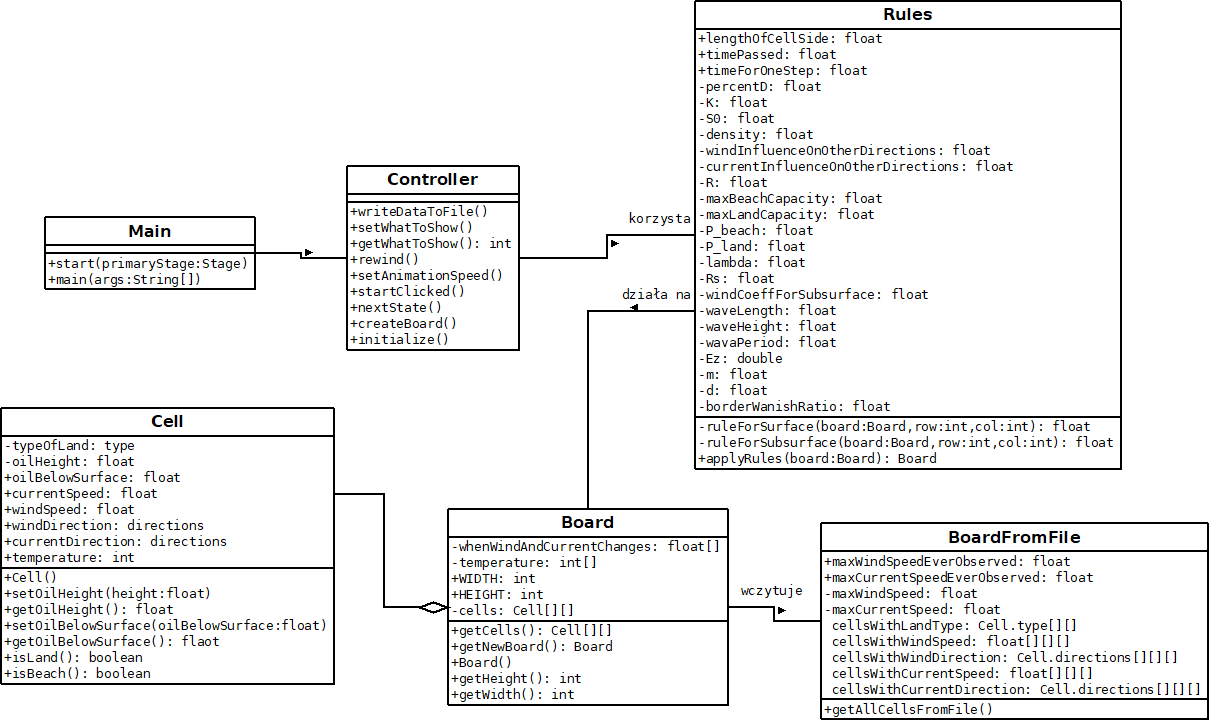 Rules
+lengthOfCellSide: float
+timePassed: float
+timeForOneStep: float
-percentD: float
-K: float
-S0: float
-density: float
-windInfluenceOnOtherDirections: float
-currentInfluenceOnOtherDirections: float
-R: float
-maxBeachCapacity: float
-maxLandCapacity: float
-P_beach: float
-P_land: float
-lambda: float
-Rs: float
-windCoeffForSubsurface: float
-waveLength: float
-waveHeight: float
-wavaPeriod: float
-Ez: double
-m: float
-d: float
-borderWanishRatio: float
-ruleForSurface(board:Board,row:int,col:int): float
-ruleForSubsurface(board:Board,row:int,col:int): float
+applyRules(board:Board): Board
Controller
+writeDataToFile()
+setWhatToShow()
+getWhatToShow(): int
+rewind()
+setAnimationSpeed()
+startClicked()
+nextState()
+createBoard()
+initialize()
Main
+start(primaryStage:Stage)
+main(args:String[])
korzysta
działa na
Cell
-typeOfLand: type
-oilHeight: float
+oilBelowSurface: float
+currentSpeed: float
+windSpeed: float
+windDirection: directions
+currentDirection: directions
+temperature: int
+Cell()
+setOilHeight(height:float)
+getOilHeight(): float
+setOilBelowSurface(oilBelowSurface:float)
+getOilBelowSurface(): flaot
+isLand(): boolean
+isBeach(): boolean
Board
-whenWindAndCurrentChanges: float[]
-temperature: int[]
+WIDTH: int
+HEIGHT: int
-cells: Cell[][]
+getCells(): Cell[][]
+getNewBoard(): Board
+Board()
+getHeight(): int
+getWidth(): int
wczytuje
BoardFromFile
+maxWindSpeedEverObserved: float
+maxCurrentSpeedEverObserved: float
-maxWindSpeed: float
-maxCurrentSpeed: float
cellsWithLandType: Cell.type[][]
cellsWithWindSpeed: float[][][]
cellsWithWindDirection: Cell.directions[][][]
cellsWithCurrentSpeed: float[][][]
cellsWithCurrentDirection: Cell.directions[][][]
+getAllCellsFromFile()